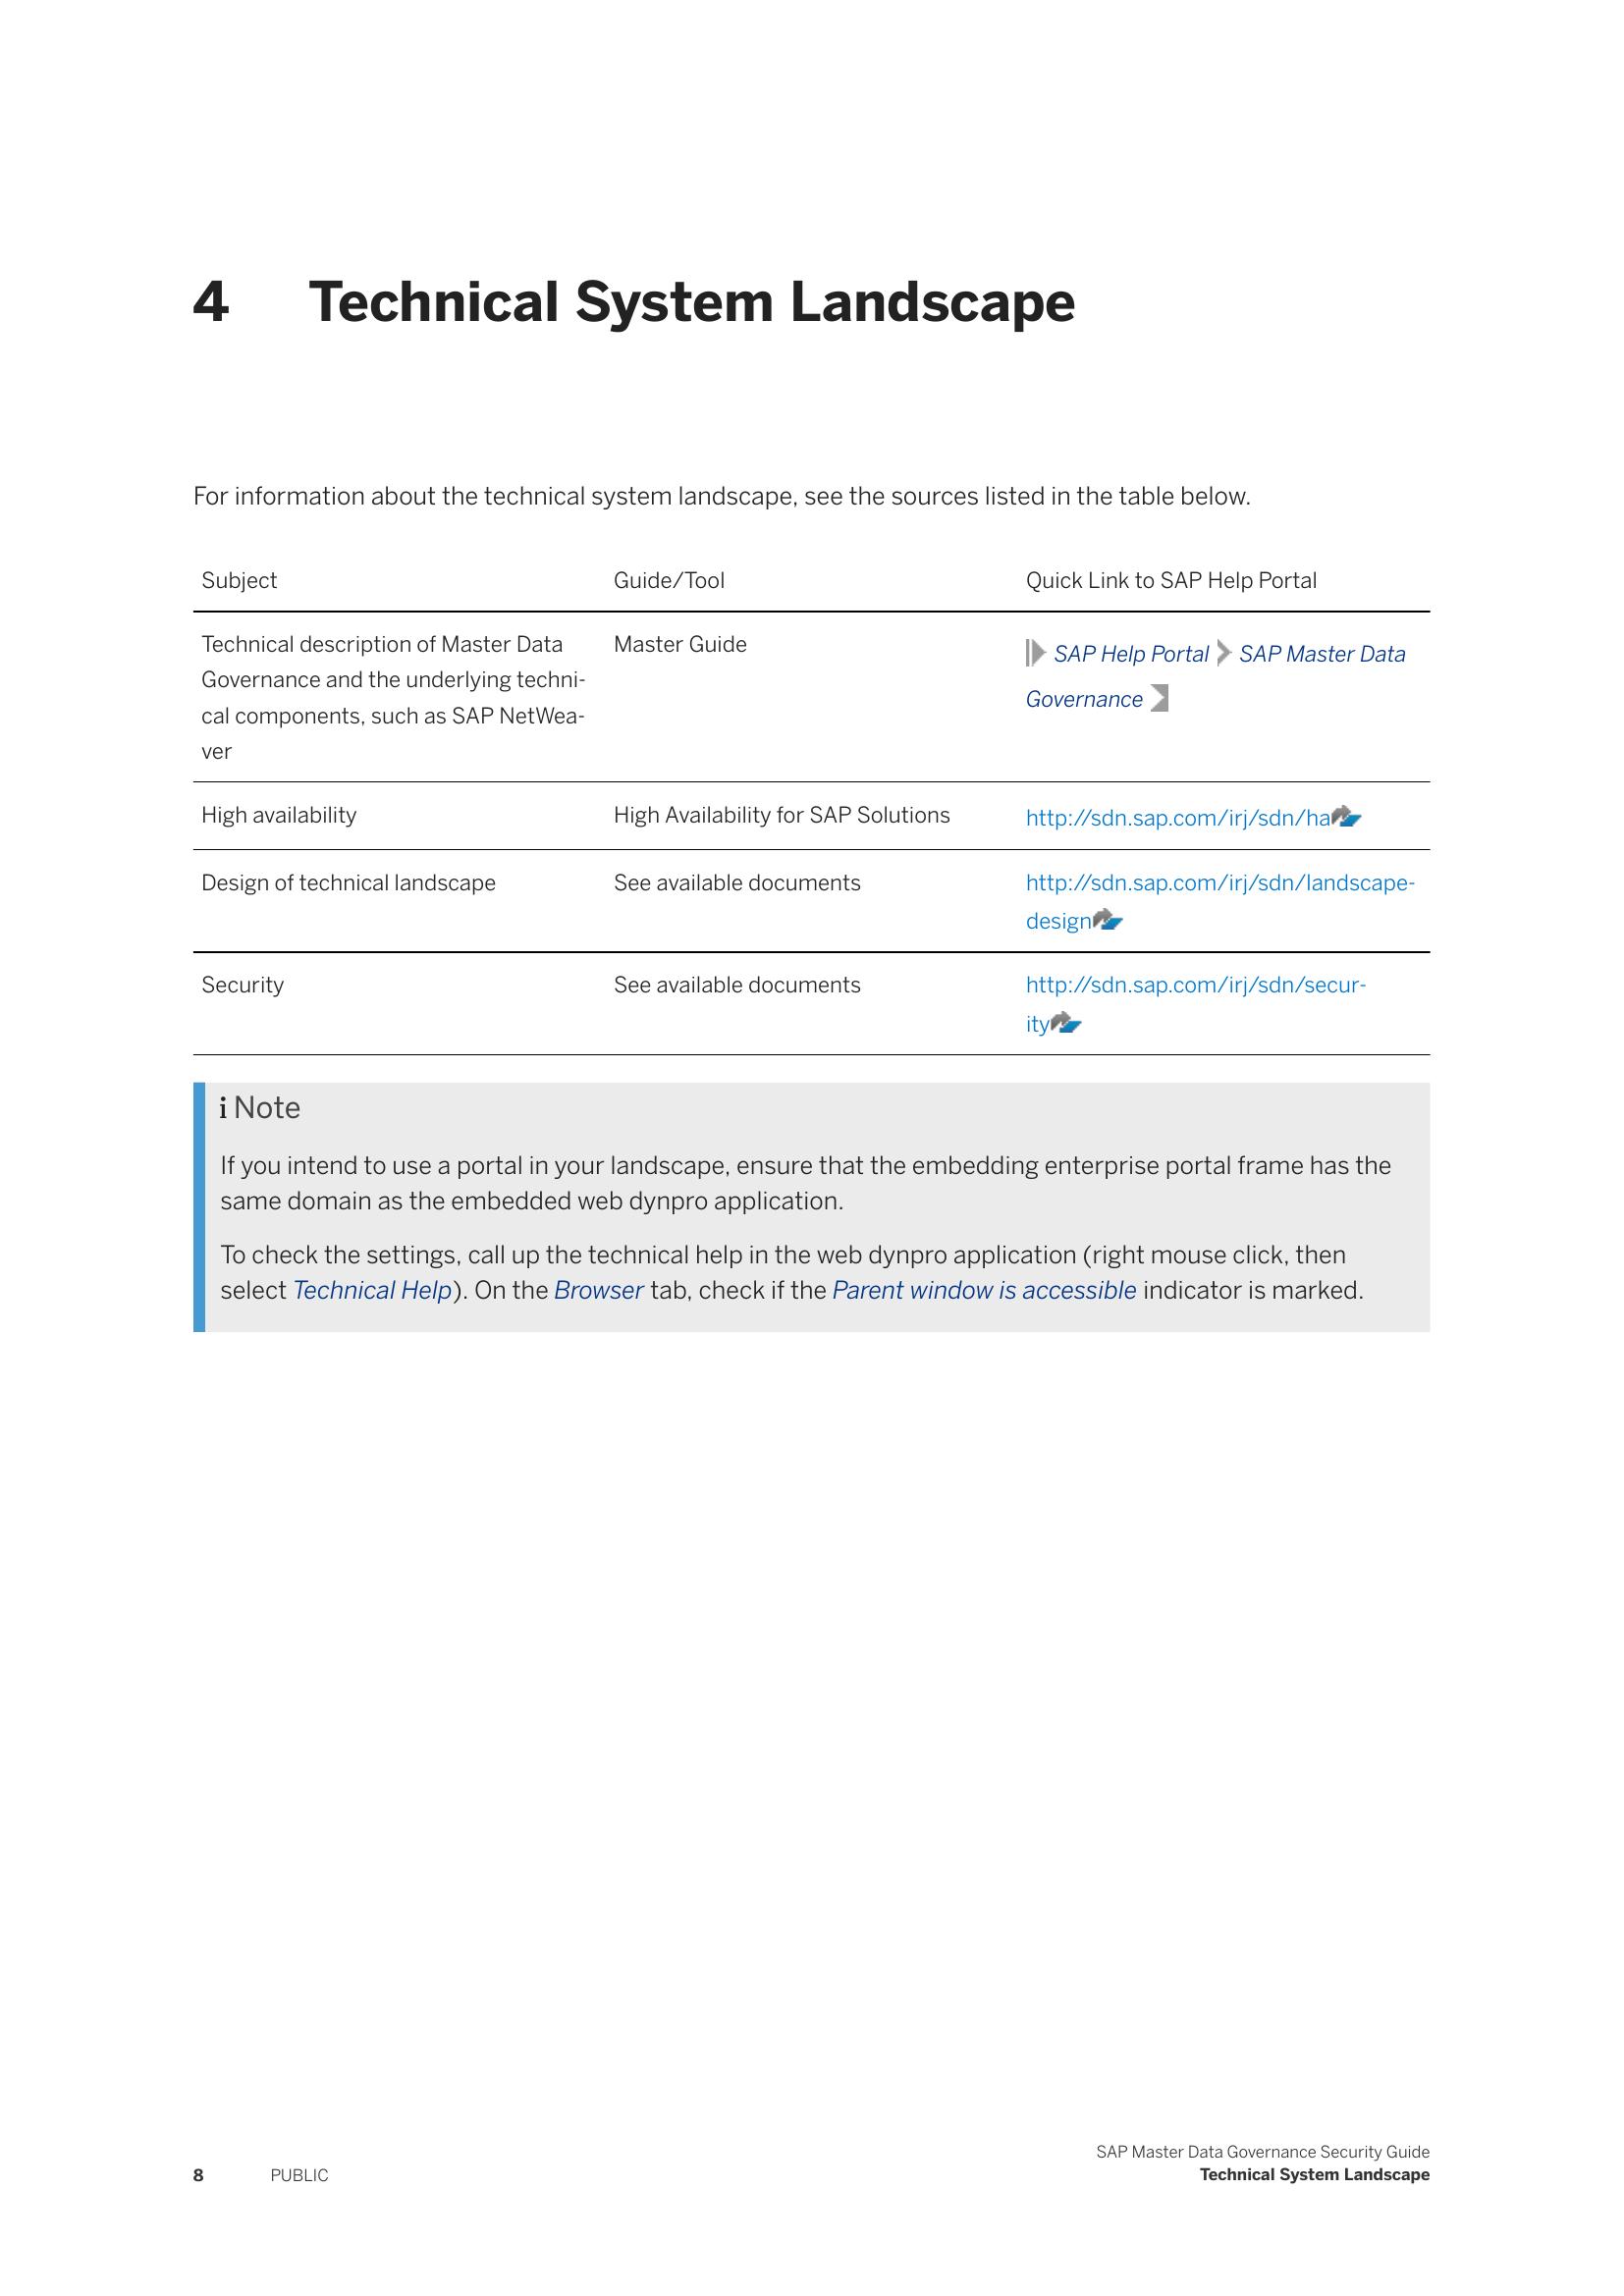 4 Technical System Landscape
For information about the technical system landscape, see the sources listed in the table below.
Subject Guide/Tool Quick Link to SAP Help Portal
Technical description of Master Data
Governance and the underlying techni-
cal components, such as SAP NetWea-
ver
Master Guide
SAP Help Portal SAP Master Data
Governance
High availability High Availability for SAP Solutions http://sdn.sap.com/irj/sdn/ha
Design of technical landscape See available documents http://sdn.sap.com/irj/sdn/landscape-
design
Security See available documents http://sdn.sap.com/irj/sdn/secur-
ity
i Note
If you intend to use a portal in your landscape, ensure that the embedding enterprise portal frame has the
same domain as the embedded web dynpro application.
To check the settings, call up the technical help in the web dynpro application (right mouse click, then
select Technical Help). On the Browser tab, check if the Parent window is accessible indicator is marked.
SAP Master Data Governance Security Guide
8 PUBLIC Technical System Landscape